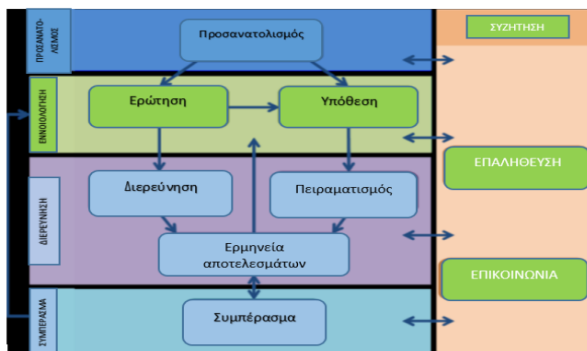 ΠΡΟΣΑΝΑΤΟ-
ΛΙΣΜΟΣ
Προσανατολισμός
ΣΥΖΗΤΗΣΗ
ΕΝΝΟΙΟΛΟΓΗΣΗ
Ερώτηση
Υπόθεση
ΕΠΑΛΗΘΕΥΣΗ
ΔΙΕΡΕΥΝΗΣΗ
Διερεύνηση
Πειραματισμός
Ερμηνεία
αποτελεσμάτων
ΕΠΙΚΟΙΝΩΝΙΑ
ΣΥΜΠΕΡΑΣΜΑ
Συμπέρασμα